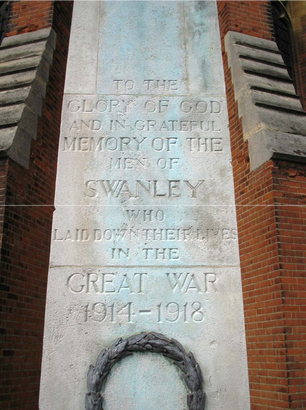 TO THE
GLORY OF GOD
AND IN GRATEFUL
MEMORY OF THE
MEN OF
SWANLEY
WHO
LAID DOWN THEIR LIVES
IN THE
GREAT WAR
1914-1918